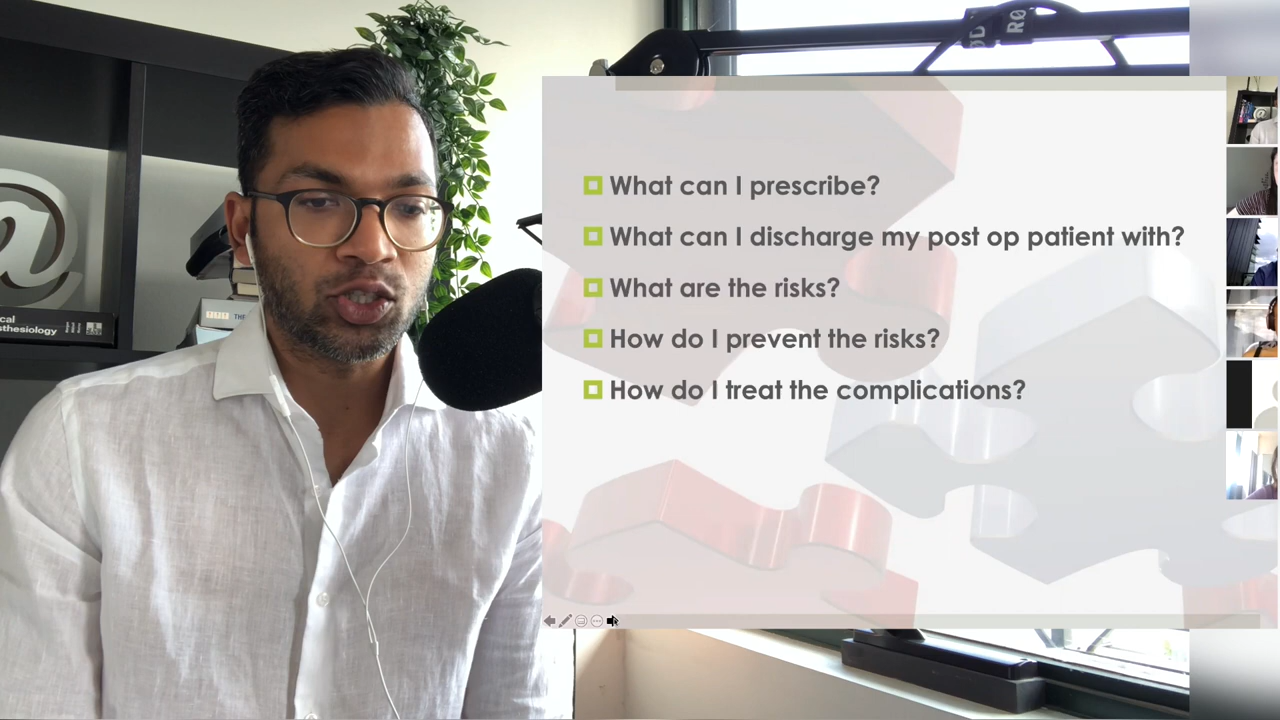 What can I prescribe?
What can I discharge my post op patient with?
What are the risks?
How do I prevent the risks?
How do I treat the complications?
@